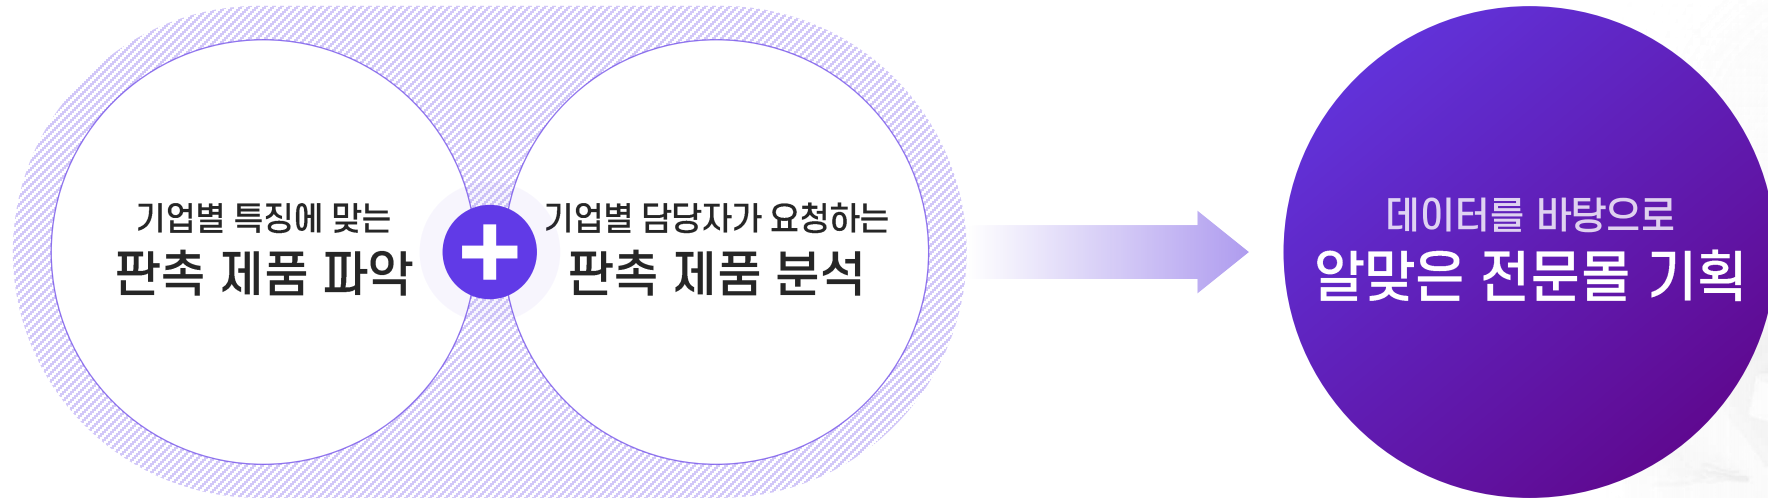 기업별 특징에 맞는
판촉 제품 파악
기업별 담당자가 요청하는
판촉 제품 분석
데이터를 바탕으로
알맞은 전문몰 기획